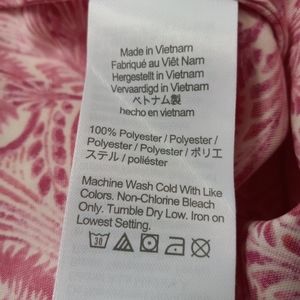 Made in Vietnam
Fabriqué au Viêt Nam
Hergestellt in Vietnam
Vervaardigd in Vietnam
ベトナム製
hecho en vietnam
100% Polyester / Polyester /
Polyester / Polyester / ポリエ
ステル / poliéster
Machine Wash Cold With Like
Colors. Non-Chlorine Bleach
Only. Tumble Dry Low. Iron on
Lowest Setting.
30